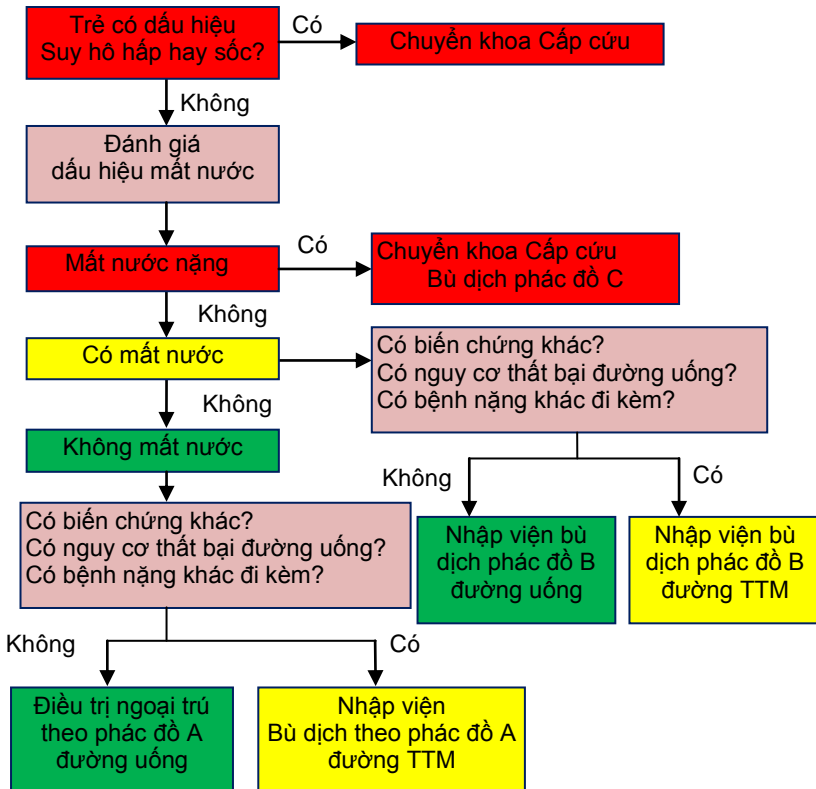 Trẻ có dấu hiệu
Suy hô hấp hay sốc?
Có
Chuyển khoa Cấp cứu
Không
Đánh giá
dấu hiệu mất nước
Mất nước nặng
Có
Chuyển khoa Cấp cứu
Bù dịch phác đồ C
Không
Có mất nước
Có biến chứng khác?
Có nguy cơ thất bại đường uống?
Có bệnh nặng khác đi kèm?
Không
Không mất nước
Không
Có
Nhập viện bù
dịch phác đồ B
đường uống
Nhập viện bù
dịch phác đồ B
đường TTM
Có biến chứng khác?
Có nguy cơ thất bại đường uống?
Có bệnh nặng khác đi kèm?
Không
Có
Điều trị ngoại trú
theo phác đồ A
đường uống
Nhập viện
Bù dịch theo phác đồ A
đường TTM